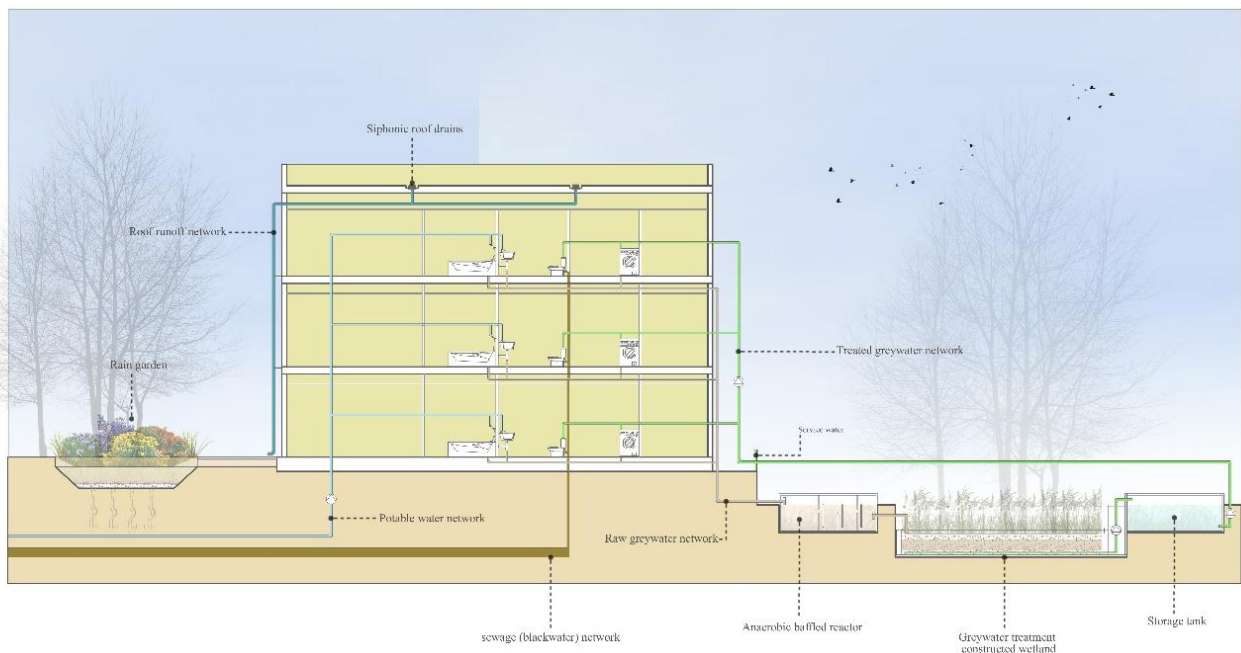 Siphonic roof drains
Roof runoff network
Rain garden
Treated greywater network
Service water
Potable water network
Raw greywater network
sewage (blackwater) network
Anaerobic baffled reactor
Greywater treatment
constructed wetland
Storage tank